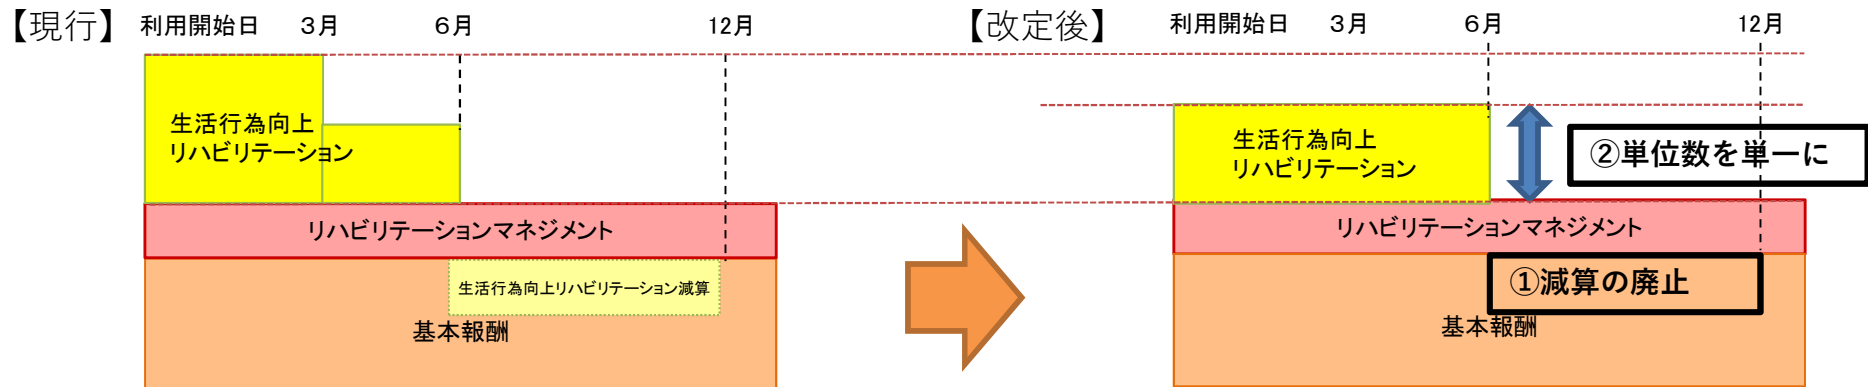 【現行】 利用開始日 3月 6月 12月
生活行為向上
リハビリテーション
リハビリテーションマネジメント
生活行為向上リハビリテーション減算
基本報酬
【改定後】 利用開始日 3月 6月 12月
生活行為向上
リハビリテーション
②単位数を単一に
リハビリテーションマネジメント
①減算の廃止
基本報酬